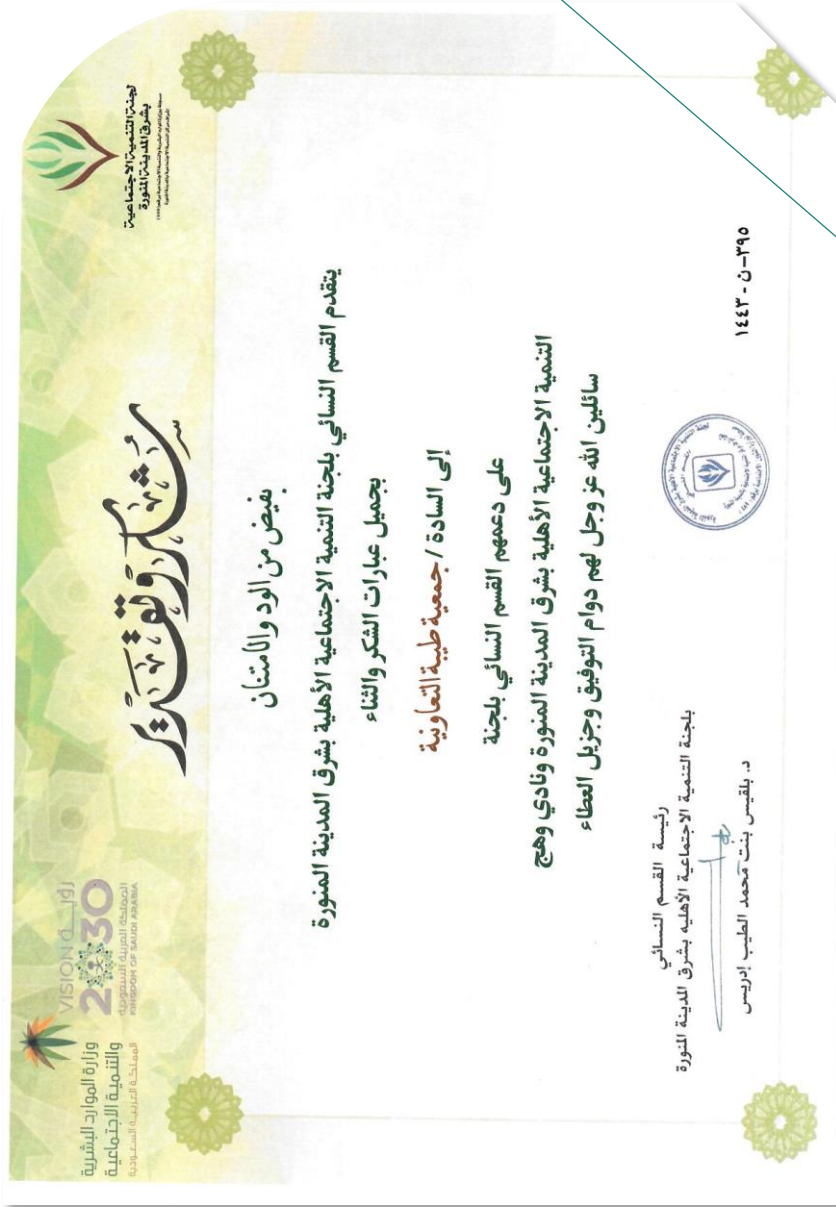 وزارة الموارد البشرية
والتنمية الاجتماعية
المملكة العربية السعودية
VISION رؤيـــة
2030
المملكة العربية السعودية
KINGDOM OF SAUDI ARABIA
لجنة التنمية الاجتماعية
بشرق المدينة المنورة
شكر وتقدير
بفيض من الود والامتنان
يتقدم القسم النسائي بلجنة التنمية الاجتماعية الأهلية بشرق المدينة المنورة
بجميل عبارات الشكر والثناء
إلى السادة / جمعية طيبة التعاونية
على دعمهم القسم النسائي بلجنة
التنمية الاجتماعية الأهلية بشرق المدينة المنورة ونادي وهج
سائلين الله عز وجل لهم دوام التوفيق وجزيل العطاء
رئيسة القسم النسائي
بلجنة التنمية الاجتماعية الأهليه بشرق المدينة المنورة
د. بلقيس بنت محمد الطيب إدريس
٣٩٥-ن - ١٤٤٣